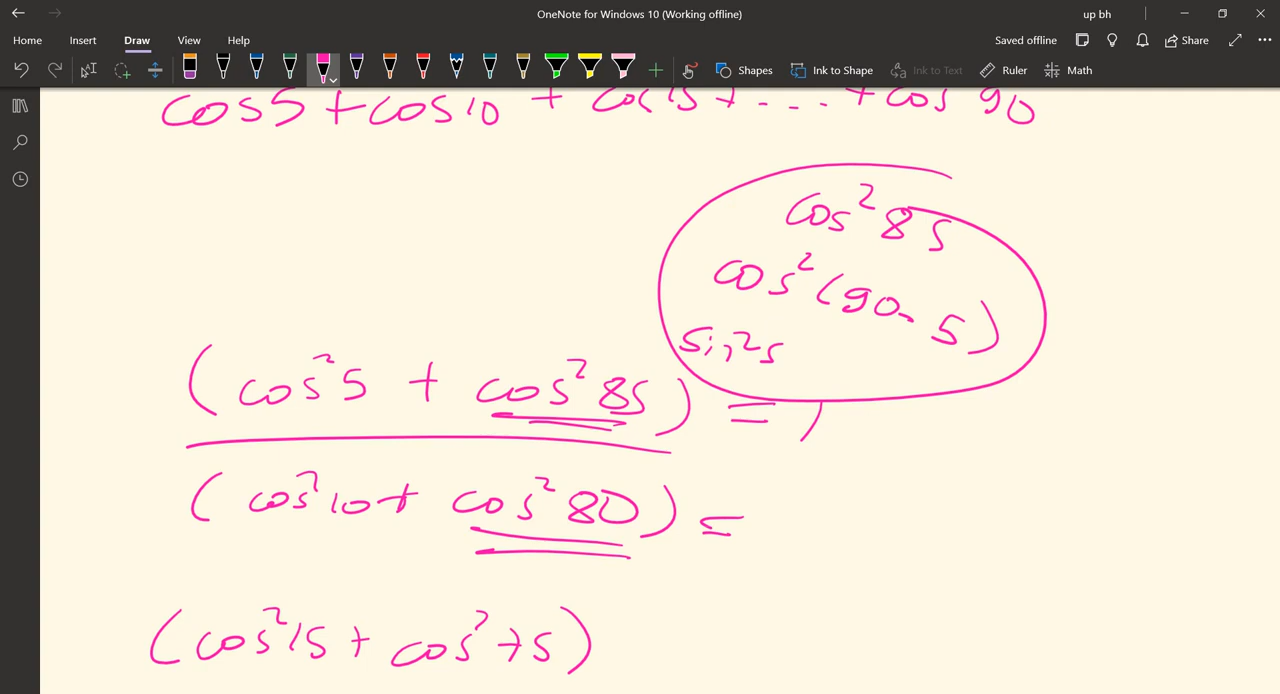 OneNote for Windows 10 (Working offline)
up bh
Home Insert Draw View Help
Saved offline
Share
Shapes
Ink to Shape
Ink to Text
Ruler
Math
cos5 + cos10 + cos15 + . . . . + cos 90
cos²85
cos²(90-5)
sin²5
(cos²5 + cos²85) = 1
(cos²10 + cos²80) =
(cos²15 + cos²75)